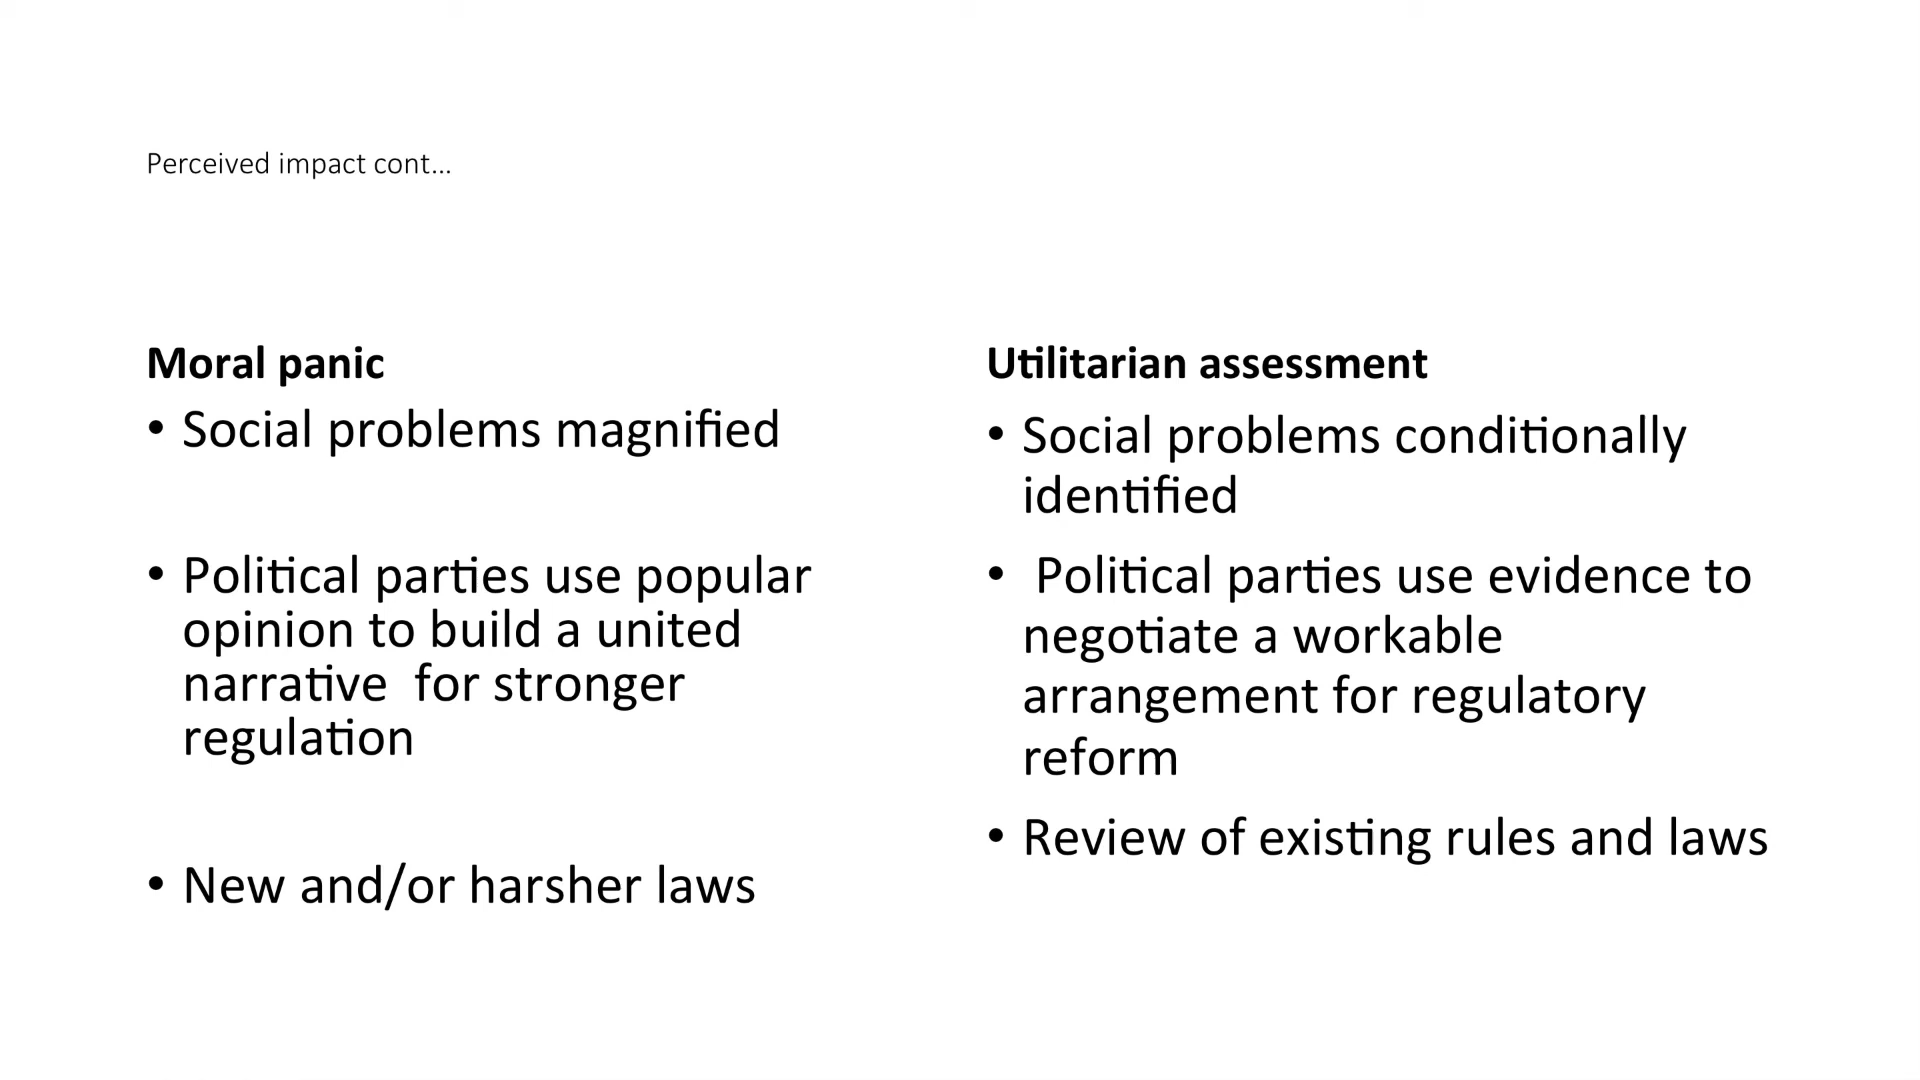 Perceived impact cont...
Moral panic
• Social problems magnified
• Political parties use popular
opinion to build a united
narrative  for stronger
regulation
• New and/or harsher laws
Utilitarian assessment
• Social problems conditionally
identified
•  Political parties use evidence to
negotiate a workable
arrangement for regulatory
reform
• Review of existing rules and laws